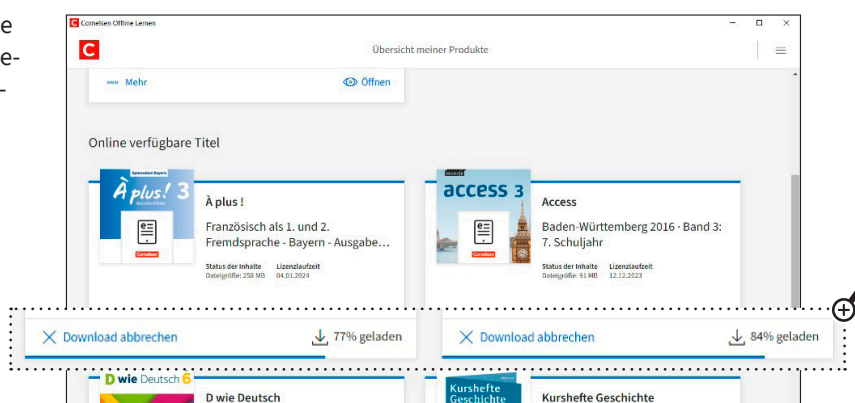 e
e-
-
Cornelsen Offline Lernen
C
Übersicht meiner Produkte
Mehr
Öffnen
Online verfügbare Titel
À plus! 3
Cornelsen
À plus !
Französisch als 1. und 2.
Fremdsprache - Bayern - Ausgabe...
Status der Inhalte Lizenzlaufzeit
Dateigröße: 258 MB 04.01.2024
access 3
Cornelsen
Access
Baden-Württemberg 2016 · Band 3:
7. Schuljahr
Status der Inhalte Lizenzlaufzeit
Dateigröße: 91 MB 12.12.2023
Download abbrechen
77% geladen
Download abbrechen
84% geladen
D wie Deutsch 6
D wie Deutsch
Kurshefte
Geschichte
Kurshefte Geschichte